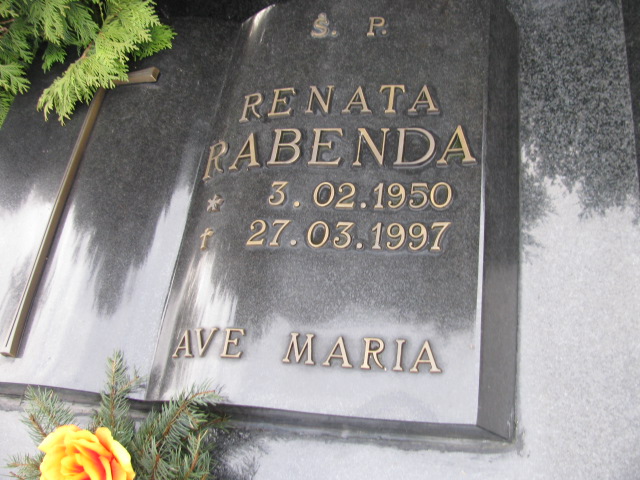 Ś. P.
RENATA
RABENDA
* 3.02.1950
† 27.03.1997
AVE MARIA